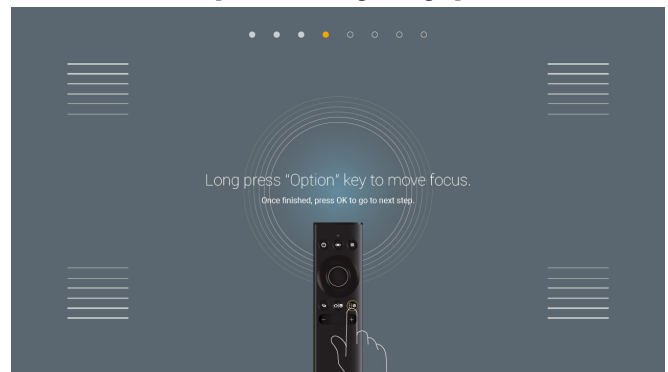 Long press "Option" key to move focus.
Once finished, press OK to go to next step.